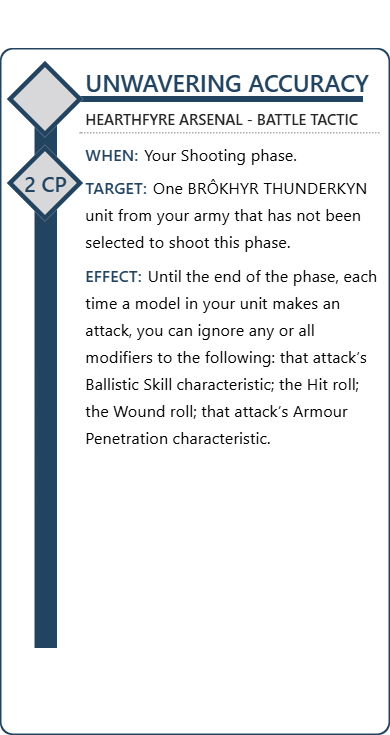 UNWAVERING ACCURACY
HEARTHFYRE ARSENAL - BATTLE TACTIC
WHEN: Your Shooting phase.
2 CP
TARGET: One BRÔKHYR THUNDERKYN
unit from your army that has not been
selected to shoot this phase.
EFFECT: Until the end of the phase, each
time a model in your unit makes an
attack, you can ignore any or all
modifiers to the following: that attack’s
Ballistic Skill characteristic; the Hit roll;
the Wound roll; that attack’s Armour
Penetration characteristic.